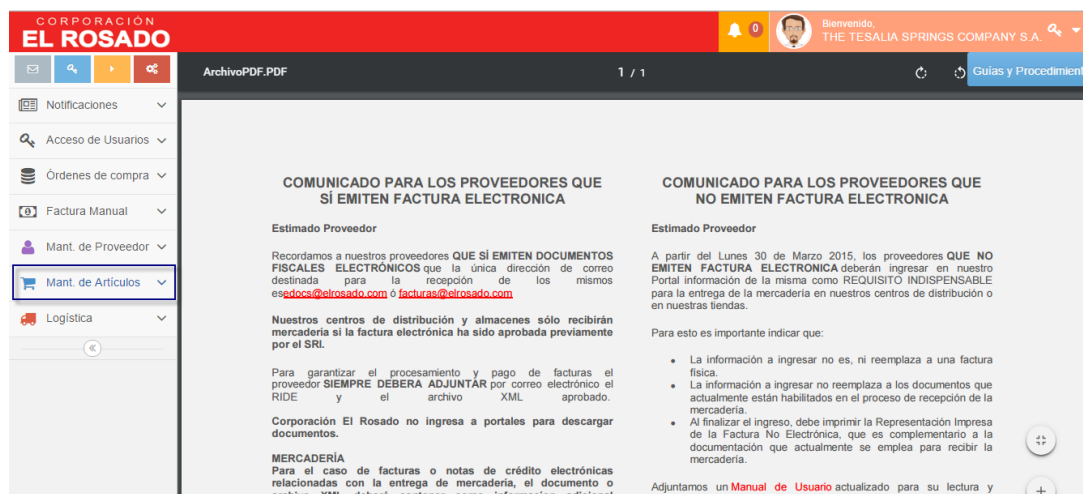 CORPORACIÓN
EL ROSADO
0
Bienvenido,
THE TESALIA SPRINGS COMPANY S.A.
ArchivoPDF.PDF
1 / 1
Guías y Procedimient
Notificaciones
Acceso de Usuarios
Órdenes de compra
Factura Manual
Mant. de Proveedor
Mant. de Artículos
Logística
COMUNICADO PARA LOS PROVEEDORES QUE
SÍ EMITEN FACTURA ELECTRONICA
Estimado Proveedor
Recordamos a nuestros proveedores QUE SÍ EMITEN DOCUMENTOS
FISCALES ELECTRÓNICOS que la única dirección de correo
destinada para la recepción de los mismos
esedocs@elrosado.com ó facturas@elrosado.com
Nuestros centros de distribución y almacenes sólo recibirán
mercadería si la factura electrónica ha sido aprobada previamente
por el SRI.
Para garantizar el procesamiento y pago de facturas el
proveedor SIEMPRE DEBERA ADJUNTAR por correo electrónico el
RIDE y el archivo XML aprobado.
Corporación El Rosado no ingresa a portales para descargar
documentos.
MERCADERÍA
Para el caso de facturas o notas de crédito electrónicas
relacionadas con la entrega de mercadería, el documento o
archivo XML deberá contener como informacion adicional
COMUNICADO PARA LOS PROVEEDORES QUE
NO EMITEN FACTURA ELECTRONICA
Estimado Proveedor
A partir del Lunes 30 de Marzo 2015, los proveedores QUE NO
EMITEN FACTURA ELECTRONICA deberán ingresar en nuestro
Portal información de la misma como REQUISITO INDISPENSABLE
para la entrega de la mercadería en nuestros centros de distribución o
en nuestras tiendas.
Para esto es importante indicar que:
La información a ingresar no es, ni reemplaza a una factura
física.
La información a ingresar no reemplaza a los documentos que
actualmente están habilitados en el proceso de recepción de la
mercadería.
Al finalizar el ingreso, debe imprimir la Representación Impresa
de la Factura No Electrónica, que es complementario a la
documentación que actualmente se emplea para recibir la
mercadería.
Adjuntamos un Manual de Usuario actualizado para su lectura y